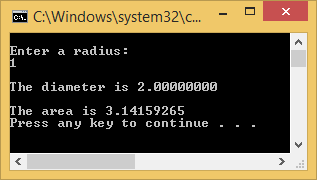 C:\Windows\system32\c...
Enter a radius:
1
The diameter is 2.00000000
The area is 3.14159265
Press any key to continue . . .